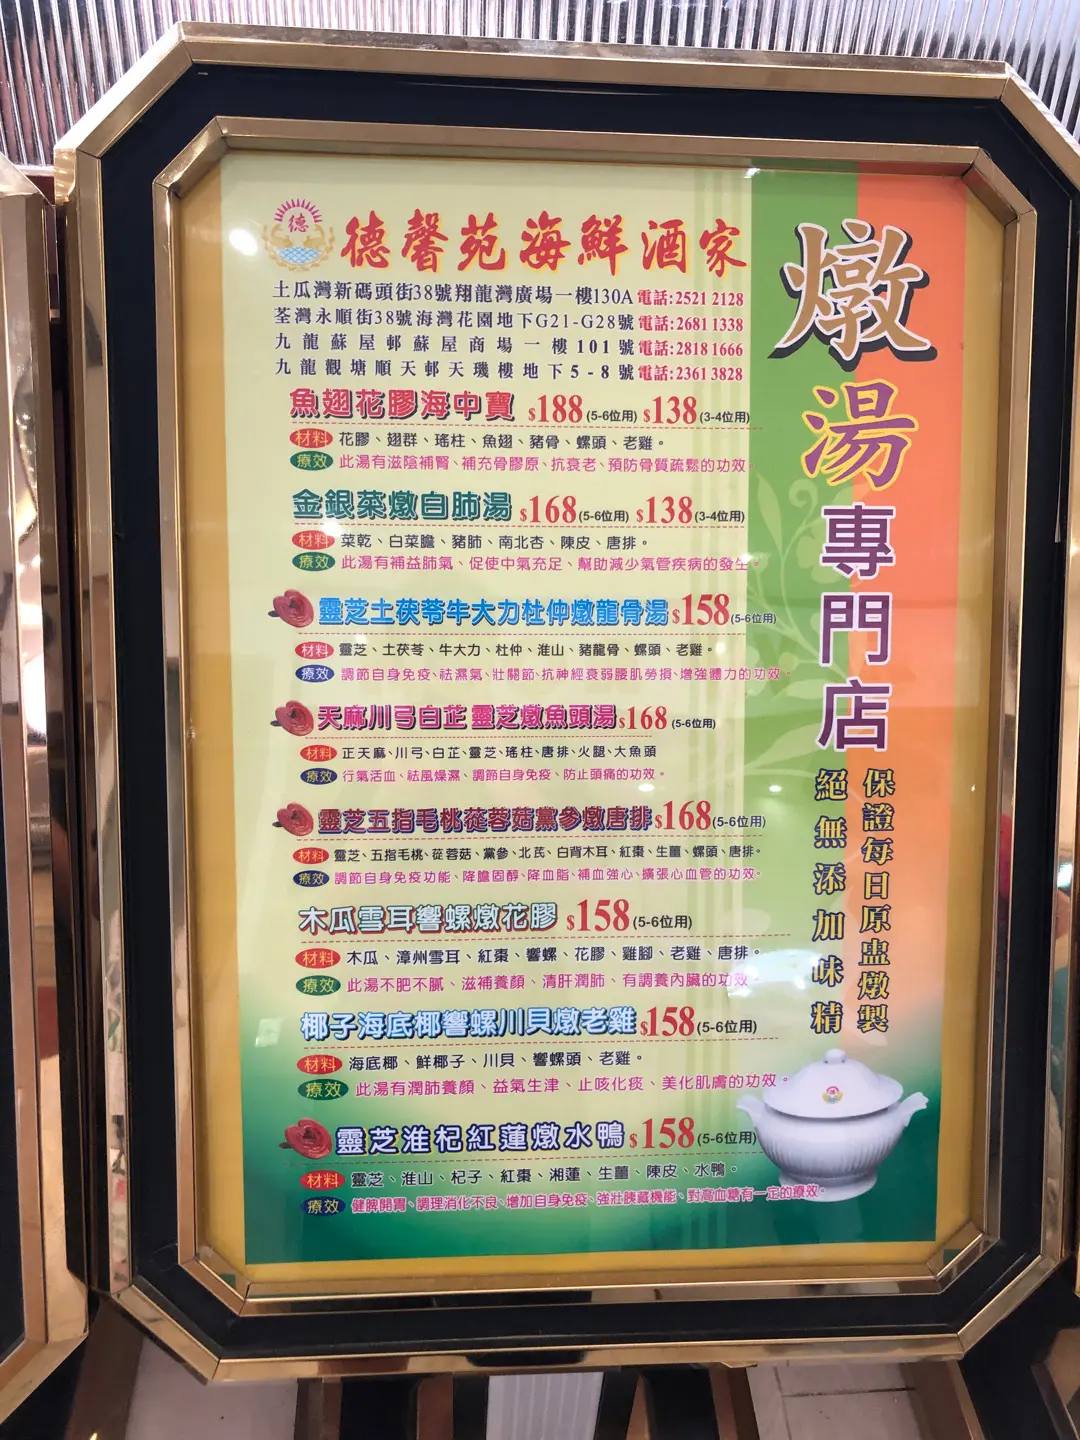 德
德馨苑海鮮酒家
土瓜灣新碼頭街38號翔龍灣廣場一樓130A 電話:2521 2128
荃灣永順街38號海灣花園地下G21-G28號 電話:2681 1338
九龍蘇屋邨蘇屋商場一樓101號 電話:2818 1666
九龍觀塘順天邨天璣樓地下5-8號 電話:2361 3828
魚翅花膠海中寶 $188(5-6位用) $138(3-4位用)
材料 花膠、翅群、瑤柱、魚翅、豬骨、螺頭、老雞。
療效 此湯有滋陰補腎、補充骨膠原、抗衰老、預防骨質疏鬆的功效。
金銀菜燉白肺湯 $168(5-6位用) $138(3-4位用)
材料 菜乾、白菜膽、豬肺、南北杏、陳皮、唐排。
療效 此湯有補益肺氣、促使中氣充足、幫助減少氣管疾病的發生。
靈芝土茯苓牛大力杜仲燉龍骨湯 $158(5-6位用)
材料 靈芝、土茯苓、牛大力、杜仲、淮山、豬龍骨、螺頭、老雞。
療效 調節自身免疫、祛濕氣、壯關節、抗神經衰弱腰肌勞損、增強體力的功效。
天麻川弓白芷靈芝燉魚頭湯 $168(5-6位用)
材料 正天麻、川弓、白芷、靈芝、瑤柱、唐排、火腿、大魚頭
療效 行氣活血、祛風燥濕、調節自身免疫、防止頭痛的功效。
靈芝五指毛桃蓯蓉菇黨參燉唐排 $168(5-6位用)
材料 靈芝、五指毛桃、蓯蓉菇、黨參、北芪、白背木耳、紅棗、生薑、螺頭、唐排。
療效 調節自身免疫功能、降膽固醇、降血脂、補血強心、擴張心血管的功效。
木瓜雪耳響螺燉花膠 $158(5-6位用)
材料 木瓜、漳州雪耳、紅棗、響螺、花膠、雞腳、老雞、唐排。
療效 此湯不肥不膩、滋補養顏、清肝潤肺、有調養內臟的功效。
椰子海底椰響螺川貝燉老雞 $158(5-6位用)
材料 海底椰、鮮椰子、川貝、響螺頭、老雞。
療效 此湯有潤肺養顏、益氣生津、止咳化痰、美化肌膚的功效。
靈芝淮杞紅蓮燉水鴨 $158(5-6位用)
材料 靈芝、淮山、杞子、紅棗、湘蓮、生薑、陳皮、水鴨。
療效 健脾開胃、調理消化不良、增加自身免疫、強壯胰臟機能、對高血糖有一定的療效。
燉湯專門店
保證每日原盅燉製
絕無添加味精